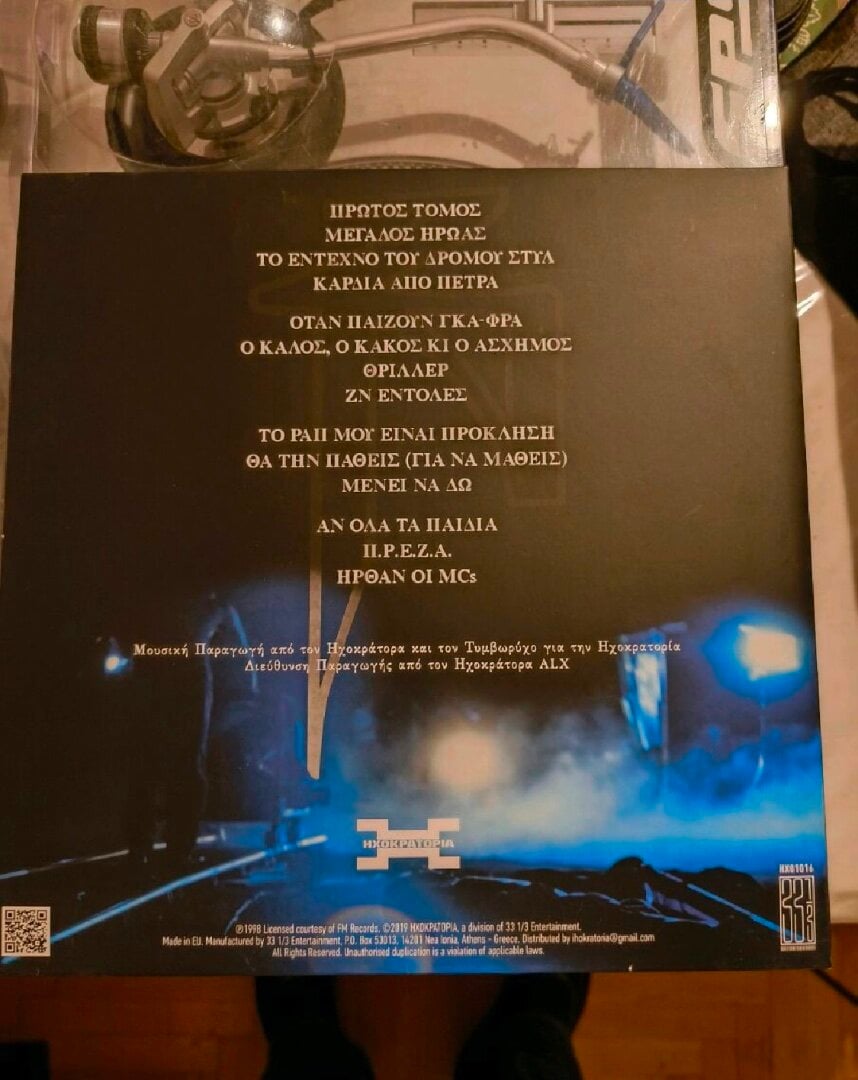 ΠΡΩΤΟΣ ΤΟΜΟΣ
ΜΕΓΑΛΟΣ ΗΡΩΑΣ
ΤΟ ΕΝΤΕΧΝΟ ΤΟΥ ΔΡΟΜΟΥ ΣΤΥΛ
ΚΑΡΔΙΑ ΑΠΟ ΠΕΤΡΑ
ΟΤΑΝ ΠΑΙΖΟΥΝ ΓΚΑ-ΦΡΑ
Ο ΚΑΛΟΣ, Ο ΚΑΚΟΣ ΚΙ Ο ΑΣΧΗΜΟΣ
ΘΡΙΛΛΕΡ
ΖΝ ΕΝΤΟΛΕΣ
ΤΟ ΡΑΠ ΜΟΥ ΕΙΝΑΙ ΠΡΟΚΛΗΣΗ
ΘΑ ΤΗΝ ΠΑΘΕΙΣ (ΓΙΑ ΝΑ ΜΑΘΕΙΣ)
ΜΕΝΕΙ ΝΑ ΔΩ
ΑΝ ΟΛΑ ΤΑ ΠΑΙΔΙΑ
Π.Ρ.Ε.Ζ.Α.
ΗΡΘΑΝ ΟΙ MCs
Μουσική Παραγωγή από τον Ηχοκράτορα και τον Τυμβωρύχο για την Ηχοκρατορία
Διεύθυνση Παραγωγής από τον Ηχοκράτορα ALX
ΗΧΟΚΡΑΤΟΡΙΑ
HX01016
33 1/3
℗1998 Licensed courtesy of FM Records. ©2019 ΗΧΟΚΡΑΤΟΡΙΑ, a division of 33 1/3 Entertainment.
Made in EU. Manufactured by 33 1/3 Entertainment, P.O. Box 53013, 14201 Nea Ionia, Athens - Greece. Distributed by ihokratoria@gmail.com
All Rights Reserved. Unauthorised duplication is a violation of applicable laws.